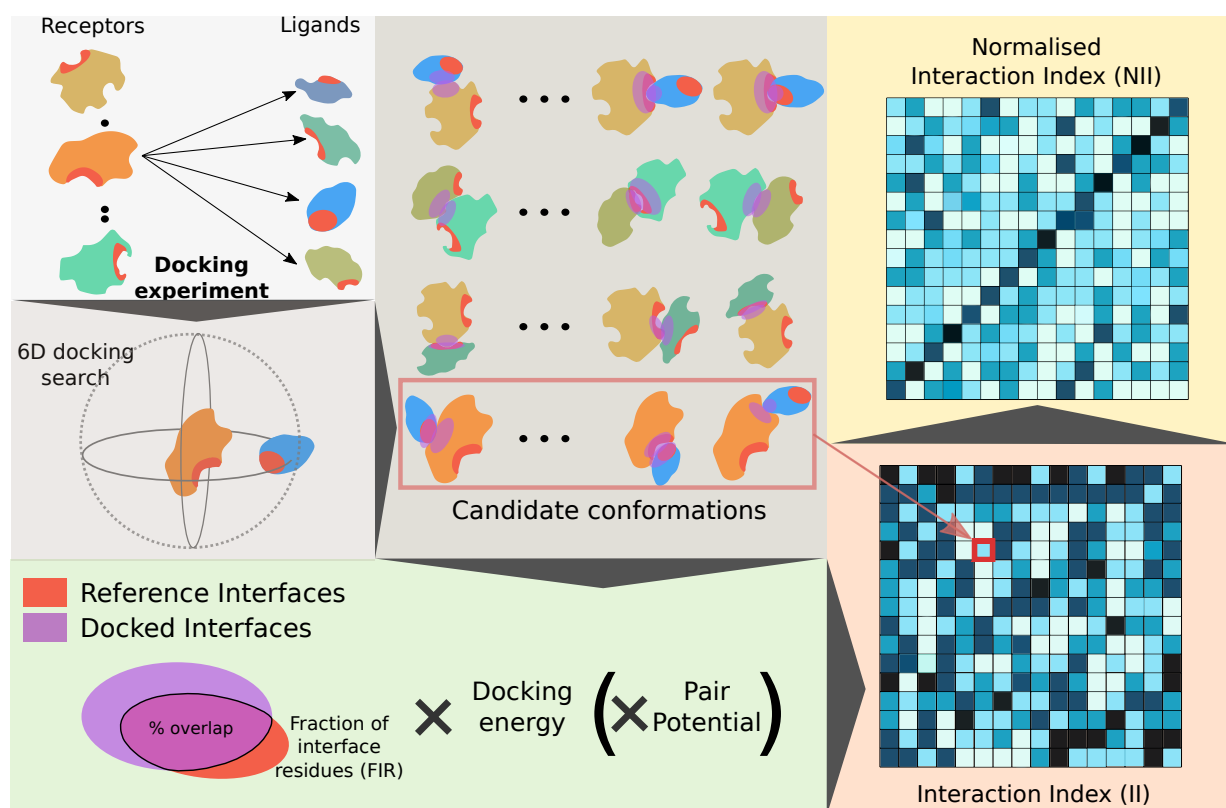 Receptors
Ligands
Docking
experiment
6D docking
search
Candidate conformations
Reference Interfaces
Docked Interfaces
% overlap
Fraction of
interface
residues (FIR)
×
Docking
energy
(× Pair
Potential)
Normalised
Interaction Index (NII)
Interaction Index (II)